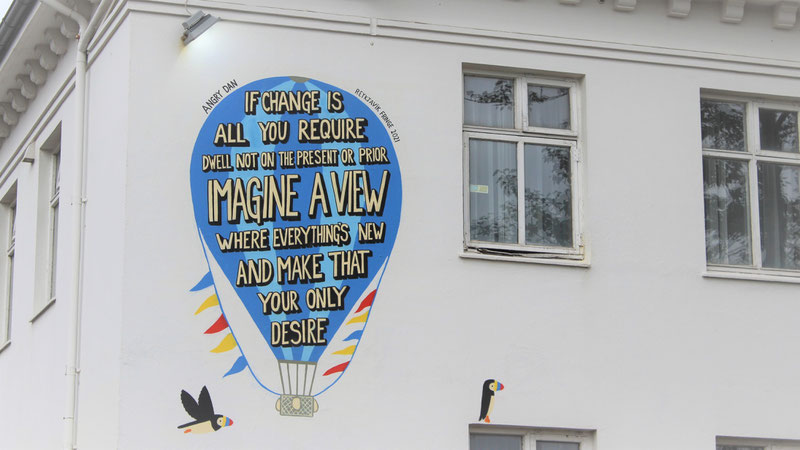 ANGRY DAN
REYKJAVIK FRINGE 2021
IF CHANGE IS
ALL YOU REQUIRE
DWELL NOT ON THE PRESENT OR PRIOR
IMAGINE A VIEW
WHERE EVERYTHING'S NEW
AND MAKE THAT
YOUR ONLY
DESIRE